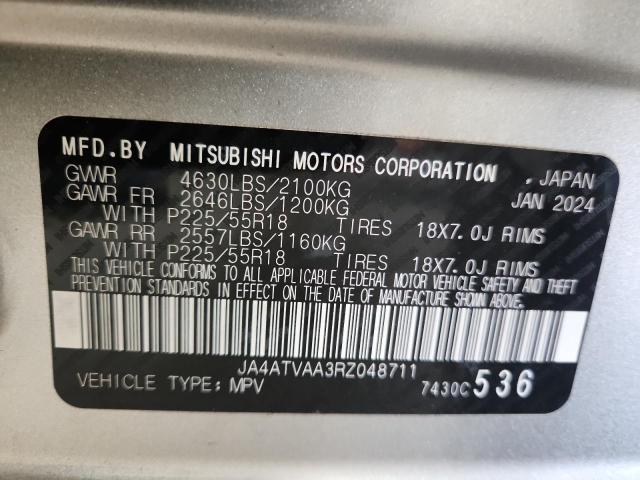 MFD.BY MITSUBISHI MOTORS CORPORATION , JAPAN
GVWR 4630LBS/2100KG JAN 2024
GAWR FR 2646LBS/1200KG
WITH P225/55R18 TIRES 18X7.0J RIMS
GAWR RR 2557LBS/1160KG
WITH P225/55R18 TIRES 18X7.0J RIMS
THIS VEHICLE CONFORMS TO ALL APPLICABLE FEDERAL MOTOR VEHICLE SAFETY AND THEFT
PREVENTION STANDARDS IN EFFECT ON THE DATE OF MANUFACTURE SHOWN ABOVE.
JA4ATVAA3RZ048711
VEHICLE TYPE: MPV 7430C 536